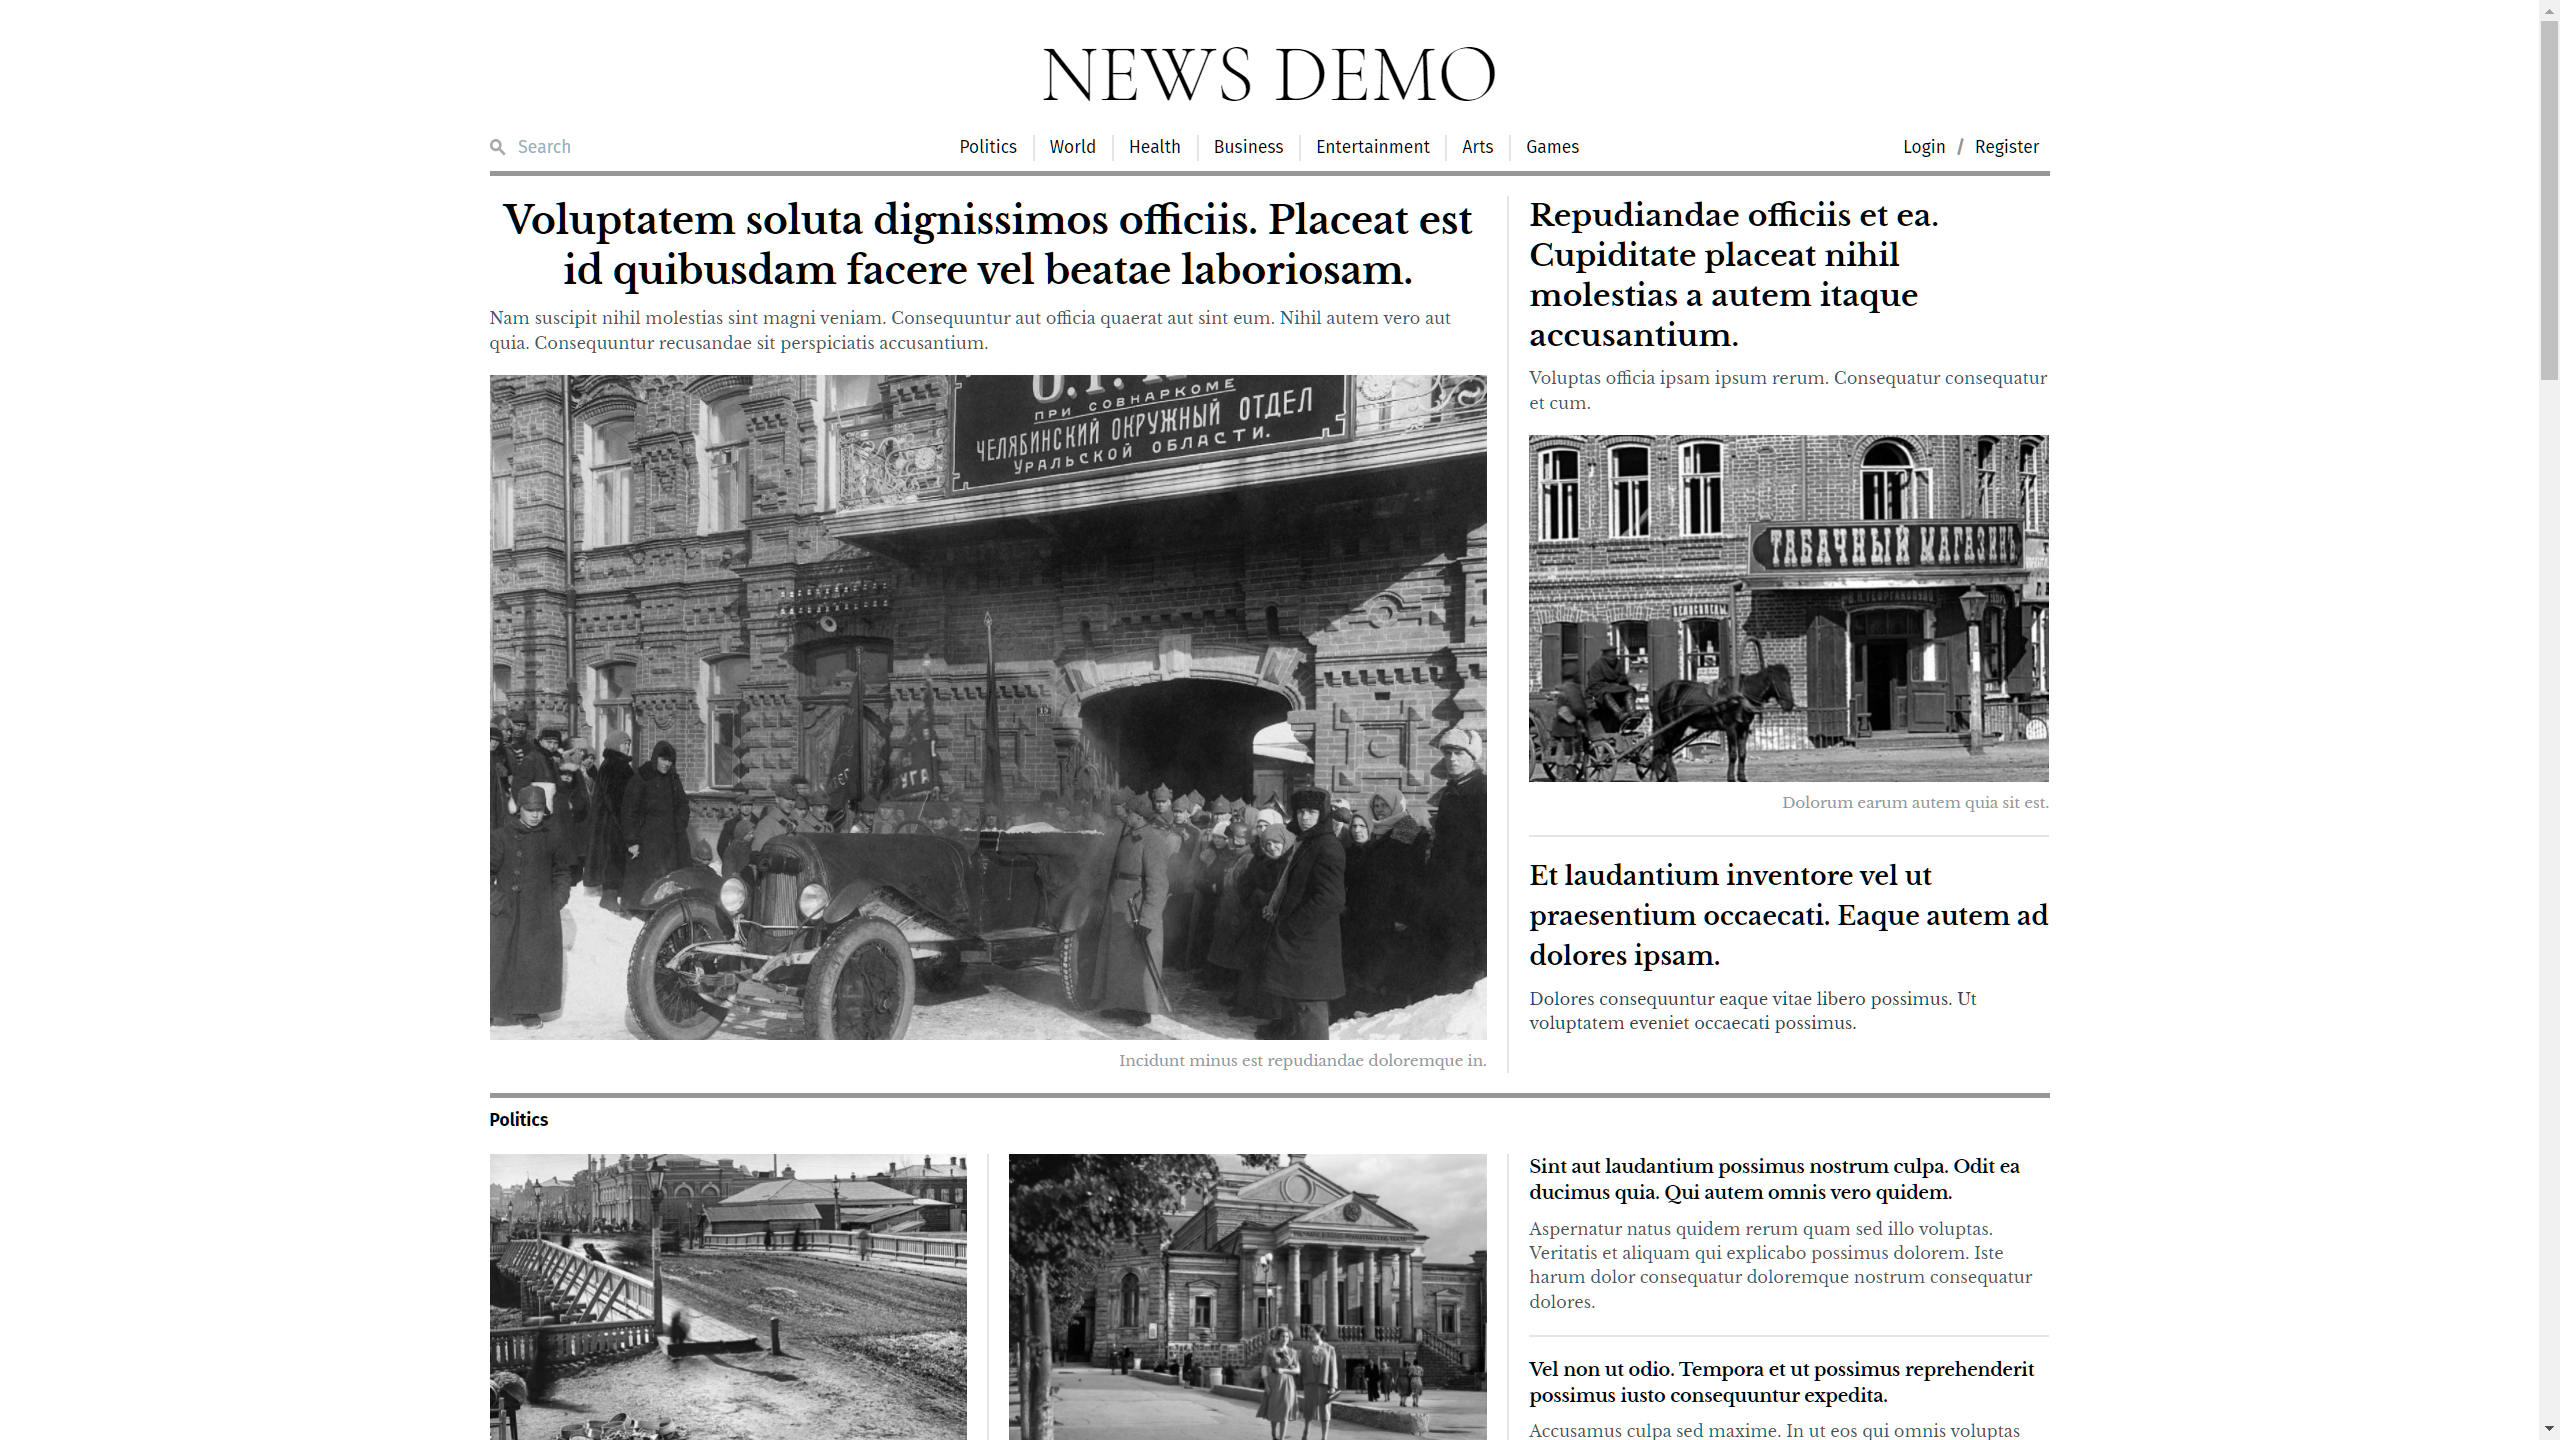 NEWS DEMO
Search
Politics
World
Health
Business
Entertainment
Arts
Games
Login / Register
Voluptatem soluta dignissimos officiis. Placeat est
id quibusdam facere vel beatae laboriosam.
Nam suscipit nihil molestias sint magni veniam. Consequuntur aut officia quaerat aut sint eum. Nihil autem vero aut
quia. Consequuntur recusandae sit perspiciatis accusantium.
ПРИ СОВНАРКОМЕ
ЧЕЛЯБИНСКИЙ ОКРУЖНЫЙ ОТДЕЛ
УРАЛЬСКОЙ ОБЛАСТИ.
Incidunt minus est repudiandae doloremque in.
Repudiandae officiis et ea.
Cupiditate placeat nihil
molestias a autem itaque
accusantium.
Voluptas officia ipsam ipsum rerum. Consequatur consequatur
et cum.
ТАБАЧНЫЙ МАГАЗИНЪ
Dolorum earum autem quia sit est.
Et laudantium inventore vel ut
praesentium occaecati. Eaque autem ad
dolores ipsam.
Dolores consequuntur eaque vitae libero possimus. Ut
voluptatem eveniet occaecati possimus.
Politics
Sint aut laudantium possimus nostrum culpa. Odit ea
ducimus quia. Qui autem omnis vero quidem.
Aspernatur natus quidem rerum quam sed illo voluptas.
Veritatis et aliquam qui explicabo possimus dolorem. Iste
harum dolor consequatur doloremque nostrum consequatur
dolores.
Vel non ut odio. Tempora et ut possimus reprehenderit
possimus iusto consequuntur expedita.
Accusamus culpa sed maxime. In ut eos qui omnis voluptas